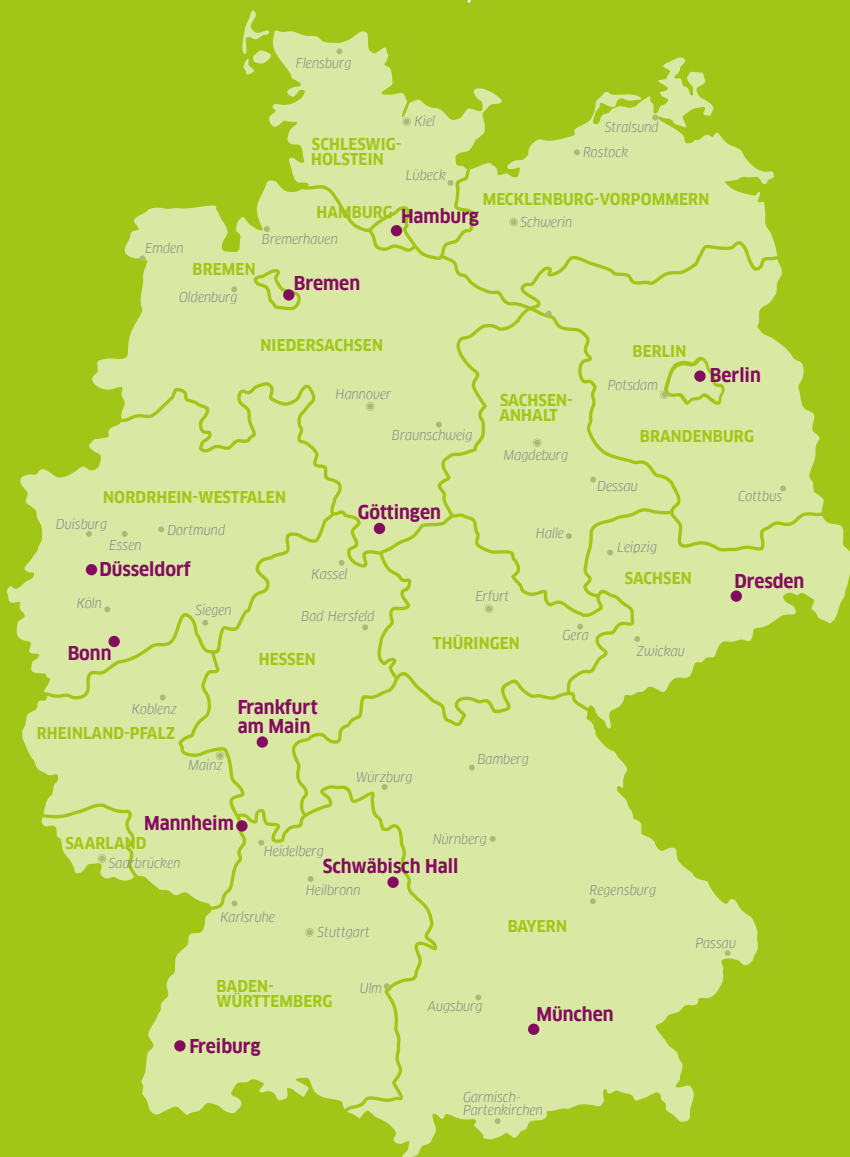 Flensburg
Kiel
SCHLESWIG-
HOLSTEIN
Stralsund
Rostock
Lübeck
MECKLENBURG-VORPOMMERN
HAMBURG
Hamburg
Schwerin
Bremerhaven
Emden
BREMEN
Bremen
Oldenburg
NIEDERSACHSEN
BERLIN
Berlin
Potsdam
Hannover
SACHSEN-
ANHALT
Braunschweig
BRANDENBURG
Magdeburg
Dessau
Cottbus
NORDRHEIN-WESTFALEN
Göttingen
Duisburg
Dortmund
Essen
Halle
Leipzig
Düsseldorf
Kassel
SACHSEN
Dresden
Köln
Siegen
Bad Hersfeld
Erfurt
Gera
THÜRINGEN
Zwickau
Bonn
HESSEN
Koblenz
Frankfurt
am Main
RHEINLAND-PFALZ
Mainz
Bamberg
Würzburg
Mannheim
SAARLAND
Saarbrücken
Heidelberg
Nürnberg
Schwäbisch Hall
Heilbronn
Regensburg
Karlsruhe
Stuttgart
BAYERN
Passau
BADEN-
WÜRTTEMBERG
Ulm
Augsburg
München
Freiburg
Garmisch-
Partenkirchen